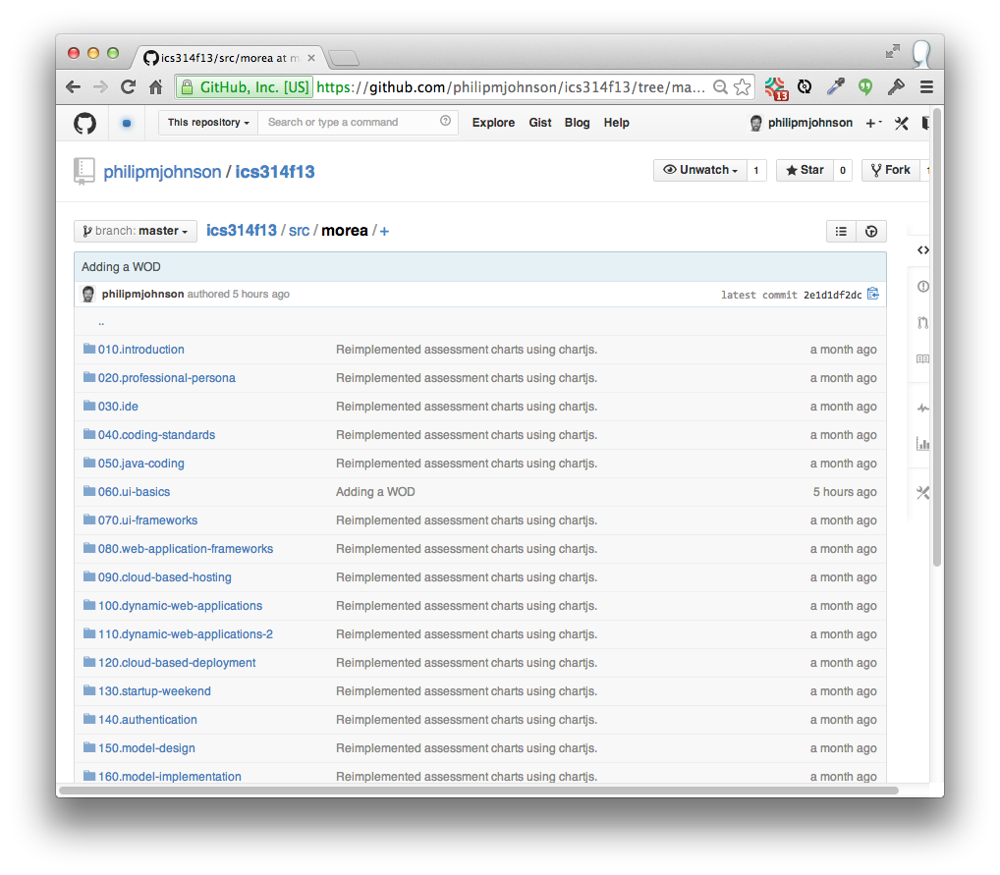 ics314f13/src/morea at m
GitHub, Inc. [US] https://github.com/philipmjohnson/ics314f13/tree/ma...
13
This repository Search or type a command Explore Gist Blog Help philipmjohnson +
philipmjohnson / ics314f13 Unwatch 1 Star 0 Fork
branch: master ics314f13 / src / morea / +
Adding a WOD
philipmjohnson authored 5 hours ago latest commit 2e1d1df2dc
..
010.introduction Reimplemented assessment charts using chartjs. a month ago
020.professional-persona Reimplemented assessment charts using chartjs. a month ago
030.ide Reimplemented assessment charts using chartjs. a month ago
040.coding-standards Reimplemented assessment charts using chartjs. a month ago
050.java-coding Reimplemented assessment charts using chartjs. a month ago
060.ui-basics Adding a WOD 5 hours ago
070.ui-frameworks Reimplemented assessment charts using chartjs. a month ago
080.web-application-frameworks Reimplemented assessment charts using chartjs. a month ago
090.cloud-based-hosting Reimplemented assessment charts using chartjs. a month ago
100.dynamic-web-applications Reimplemented assessment charts using chartjs. a month ago
110.dynamic-web-applications-2 Reimplemented assessment charts using chartjs. a month ago
120.cloud-based-deployment Reimplemented assessment charts using chartjs. a month ago
130.startup-weekend Reimplemented assessment charts using chartjs. a month ago
140.authentication Reimplemented assessment charts using chartjs. a month ago
150.model-design Reimplemented assessment charts using chartjs. a month ago
160.model-implementation Reimplemented assessment charts using chartjs. a month ago